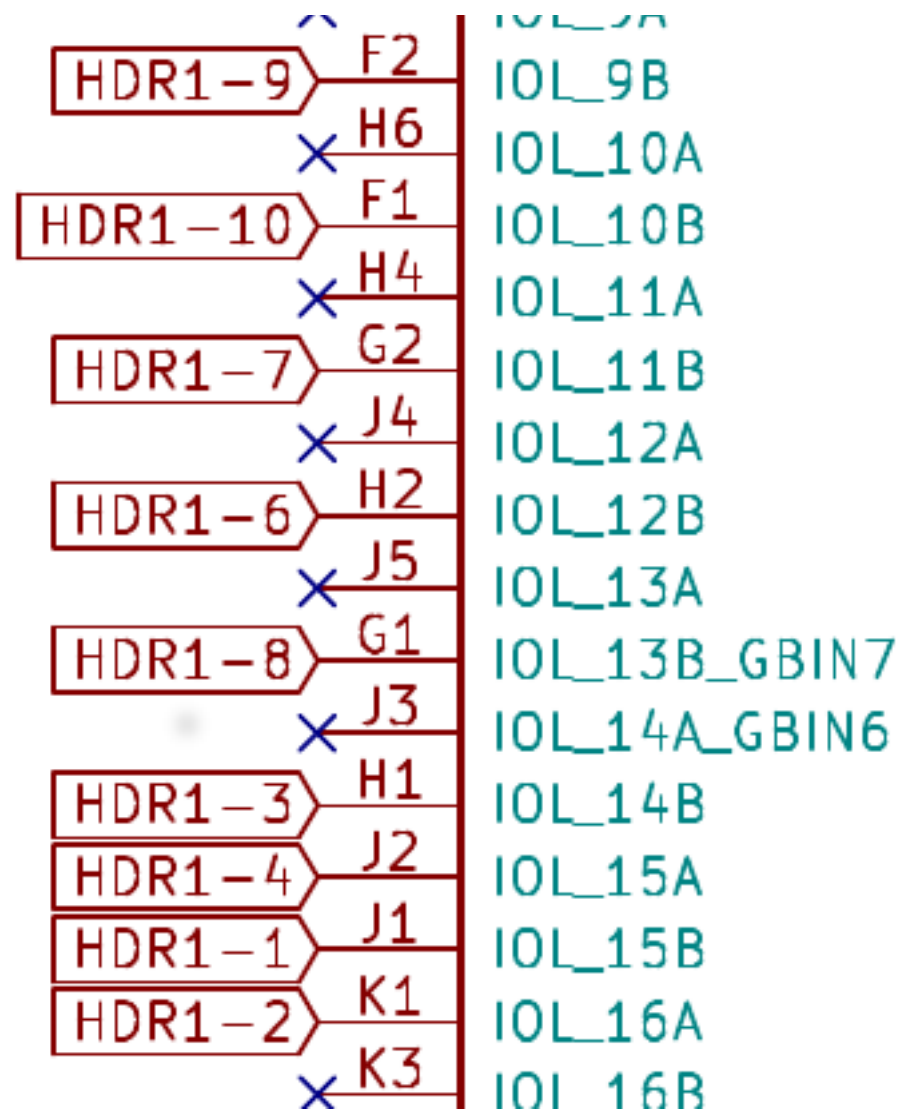 IOL_9A
HDR1-9 F2 IOL_9B
H6 IOL_10A
HDR1-10 F1 IOL_10B
H4 IOL_11A
HDR1-7 G2 IOL_11B
J4 IOL_12A
HDR1-6 H2 IOL_12B
J5 IOL_13A
HDR1-8 G1 IOL_13B_GBIN7
J3 IOL_14A_GBIN6
HDR1-3 H1 IOL_14B
HDR1-4 J2 IOL_15A
HDR1-1 J1 IOL_15B
HDR1-2 K1 IOL_16A
K3 IOL_16B